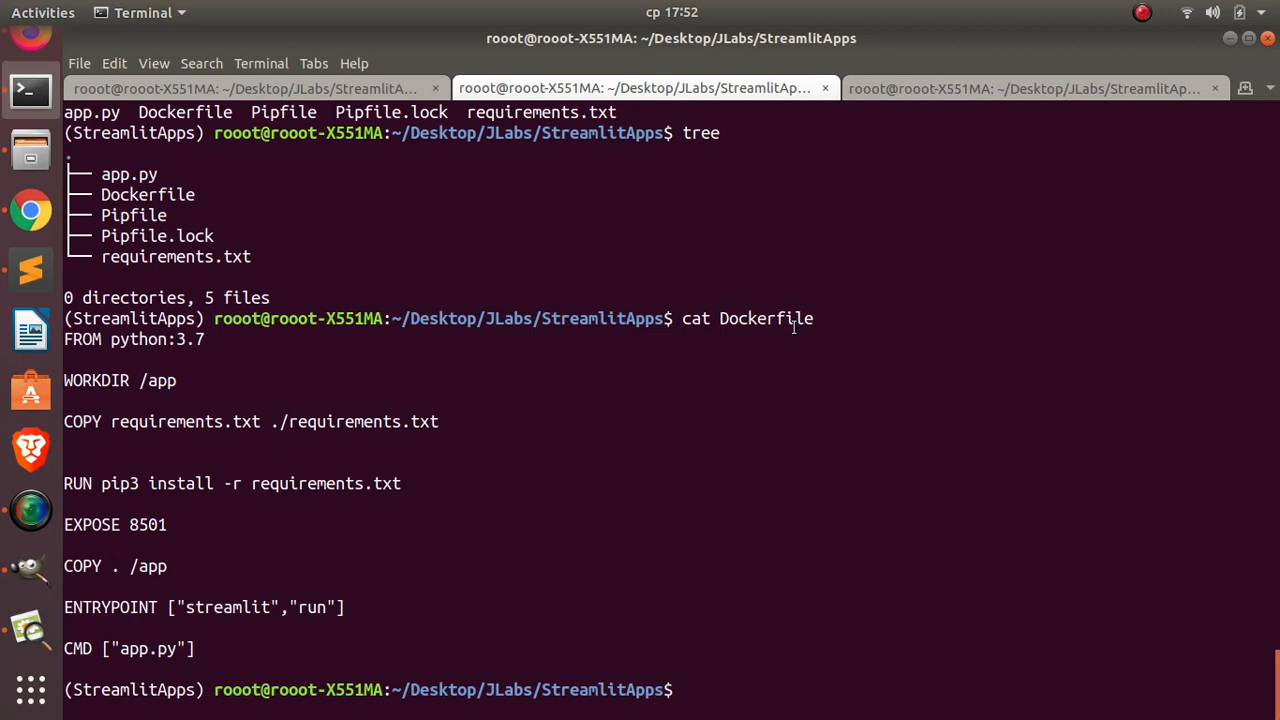 Activities
Terminal
ср 17:52
rooot@rooot-X551MA: ~/Desktop/JLabs/StreamlitApps
File Edit View Search Terminal Tabs Help
rooot@rooot-X551MA: ~/Desktop/JLabs/StreamlitA...
rooot@rooot-X551MA: ~/Desktop/JLabs/StreamlitAp...
rooot@rooot-X551MA: ~/Desktop/JLabs/StreamlitAp...
app.py Dockerfile Pipfile Pipfile.lock requirements.txt
(StreamlitApps) rooot@rooot-X551MA:~/Desktop/JLabs/StreamlitApps$ tree
.
├── app.py
├── Dockerfile
├── Pipfile
├── Pipfile.lock
└── requirements.txt
0 directories, 5 files
(StreamlitApps) rooot@rooot-X551MA:~/Desktop/JLabs/StreamlitApps$ cat Dockerfile
FROM python:3.7
WORKDIR /app
COPY requirements.txt ./requirements.txt
RUN pip3 install -r requirements.txt
EXPOSE 8501
COPY . /app
ENTRYPOINT ["streamlit","run"]
CMD ["app.py"]
(StreamlitApps) rooot@rooot-X551MA:~/Desktop/JLabs/StreamlitApps$